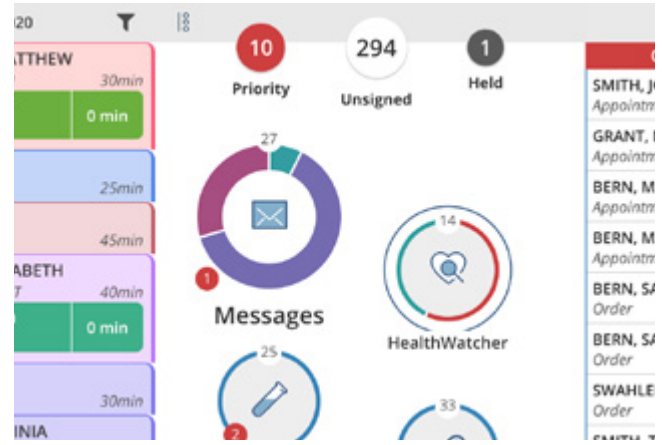 020
ATTHEW
30min
0 min
25min
45min
ABETH
T
40min
0 min
30min
INIA
10
Priority
294
Unsigned
1
Held
27
1
Messages
14
HealthWatcher
25
2
33
SMITH, J
Appointm
GRANT,
Appointm
BERN, M
Appointm
BERN, M
Appointm
BERN, SA
Order
BERN, SA
Order
SWAHLE
Order